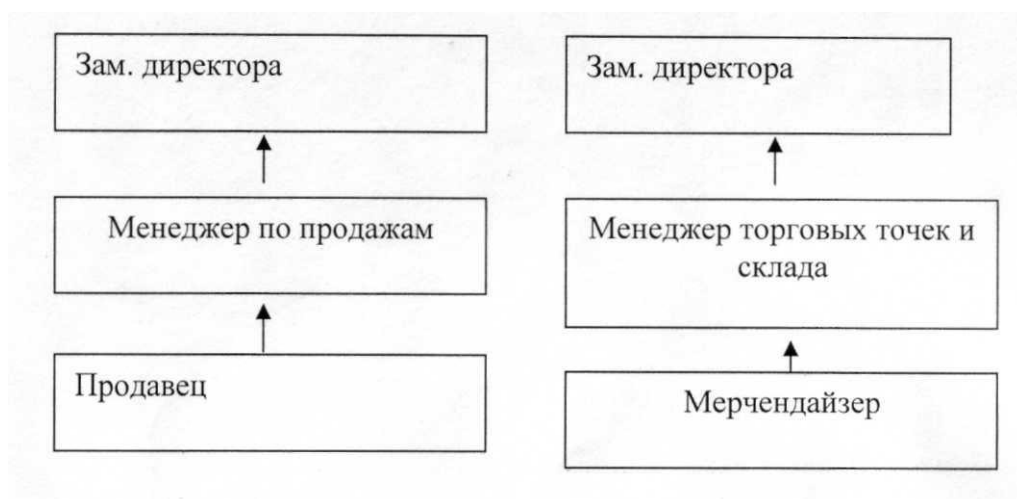 Зам. директора
Менеджер по продажам
Продавец
Зам. директора
Менеджер торговых точек и
склада
Мерчендайзер